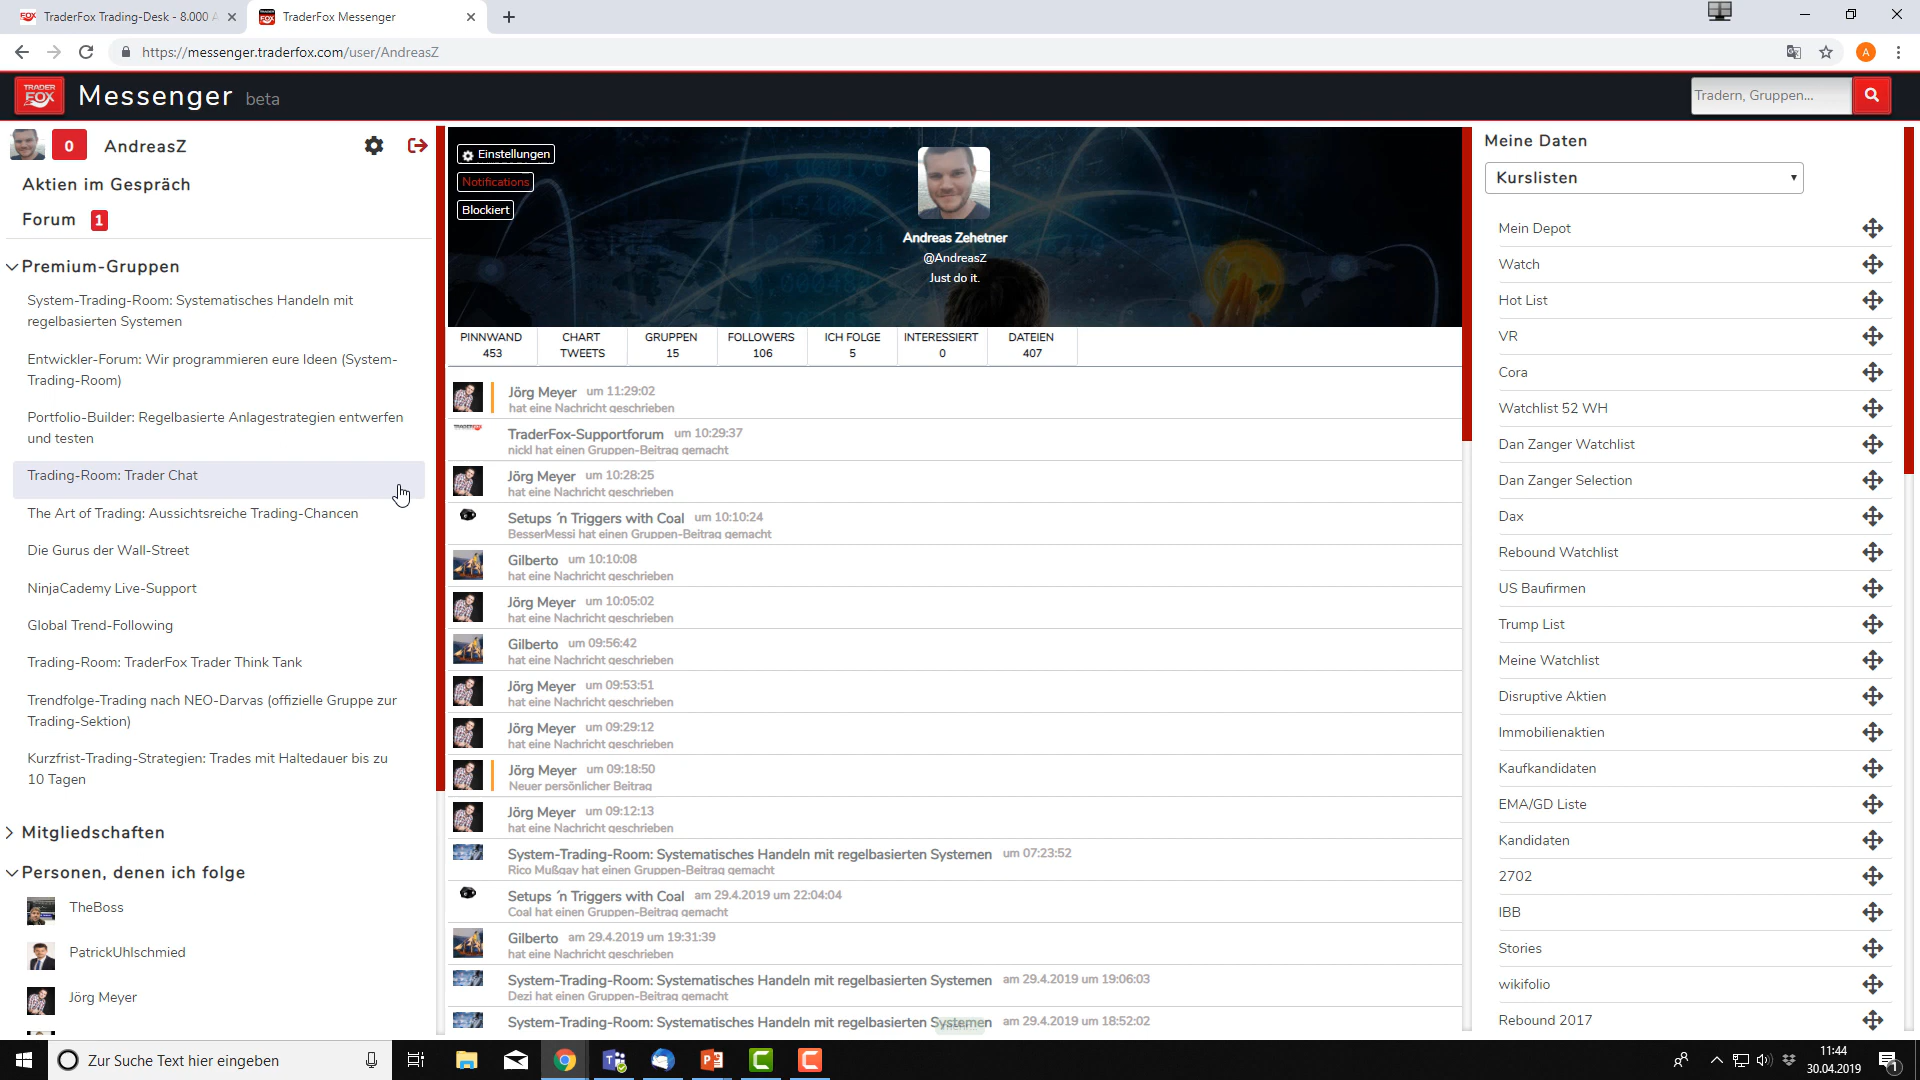 TraderFox Trading-Desk - 8.000 A
TraderFox Messenger
https://messenger.traderfox.com/user/AndreasZ
A
TRADER FOX
Messenger beta
Tradern, Gruppen...
0
AndreasZ
Aktien im Gespräch
Forum 1
Premium-Gruppen
System-Trading-Room: Systematisches Handeln mit
regelbasierten Systemen
Entwickler-Forum: Wir programmieren eure Ideen (System-
Trading-Room)
Portfolio-Builder: Regelbasierte Anlagestrategien entwerfen
und testen
Trading-Room: Trader Chat
The Art of Trading: Aussichtsreiche Trading-Chancen
Die Gurus der Wall-Street
NinjaCademy Live-Support
Global Trend-Following
Trading-Room: TraderFox Trader Think Tank
Trendfolge-Trading nach NEO-Darvas (offizielle Gruppe zur
Trading-Sektion)
Kurzfrist-Trading-Strategien: Trades mit Haltedauer bis zu
10 Tagen
Mitgliedschaften
Personen, denen ich folge
TheBoss
PatrickUhlschmied
Jörg Meyer
Einstellungen
Notifications
Blockiert
Andreas Zehetner
@AndreasZ
Just do it.
PINNWAND
453
CHART
TWEETS
GRUPPEN
15
FOLLOWERS
106
ICH FOLGE
5
INTERESSIERT
0
DATEIEN
407
Jörg Meyer um 11:29:02
hat eine Nachricht geschrieben
TraderFox-Supportforum um 10:29:37
nickl hat einen Gruppen-Beitrag gemacht
Jörg Meyer um 10:28:25
hat eine Nachricht geschrieben
Setups ´n Triggers with Coal um 10:10:24
BesserMessi hat einen Gruppen-Beitrag gemacht
Gilberto um 10:10:08
hat eine Nachricht geschrieben
Jörg Meyer um 10:05:02
hat eine Nachricht geschrieben
Gilberto um 09:56:42
hat eine Nachricht geschrieben
Jörg Meyer um 09:53:51
hat eine Nachricht geschrieben
Jörg Meyer um 09:29:12
hat eine Nachricht geschrieben
Jörg Meyer um 09:18:50
Neuer persönlicher Beitrag
Jörg Meyer um 09:12:13
hat eine Nachricht geschrieben
System-Trading-Room: Systematisches Handeln mit regelbasierten Systemen um 07:23:52
Rico Mußgay hat einen Gruppen-Beitrag gemacht
Setups ´n Triggers with Coal am 29.4.2019 um 22:04:04
Coal hat einen Gruppen-Beitrag gemacht
Gilberto am 29.4.2019 um 19:31:39
hat eine Nachricht geschrieben
System-Trading-Room: Systematisches Handeln mit regelbasierten Systemen am 29.4.2019 um 19:06:03
Dezi hat einen Gruppen-Beitrag gemacht
System-Trading-Room: Systematisches Handeln mit regelbasierten Systemen am 29.4.2019 um 18:52:02
Meine Daten
Kurslisten
Mein Depot
Watch
Hot List
VR
Cora
Watchlist 52 WH
Dan Zanger Watchlist
Dan Zanger Selection
Dax
Rebound Watchlist
US Baufirmen
Trump List
Meine Watchlist
Disruptive Aktien
Immobilienaktien
Kaufkandidaten
EMA/GD Liste
Kandidaten
2702
IBB
Stories
wikifolio
Rebound 2017
Zur Suche Text hier eingeben
11:44
30.04.2019
1